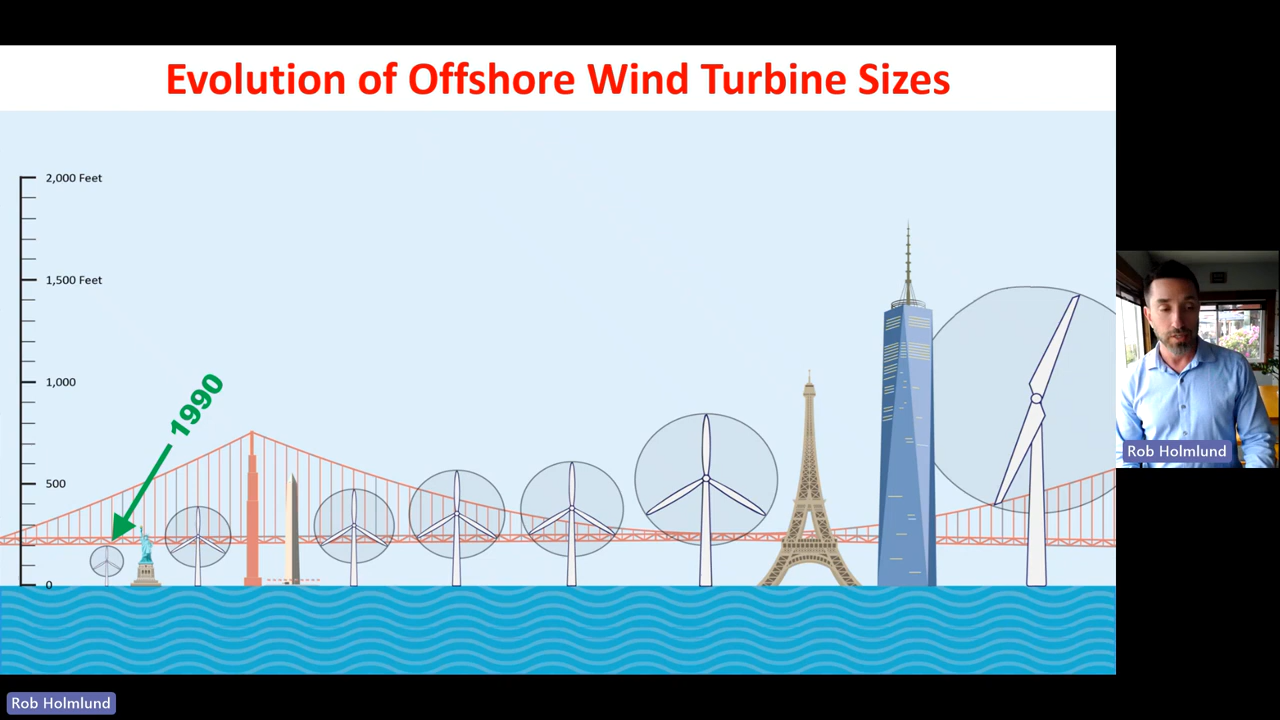 Evolution of Offshore Wind Turbine Sizes
2,000 Feet
1,500 Feet
1,000
500
0
1990
Rob Holmlund
Rob Holmlund